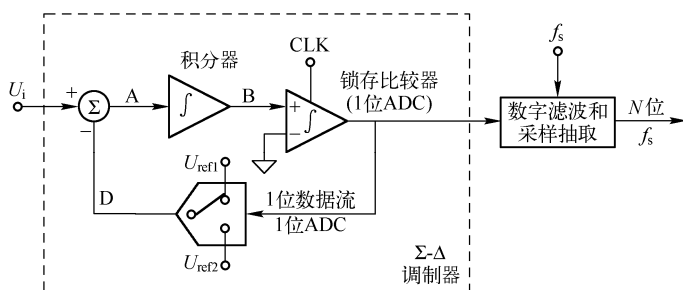 CLK
f_s
积分器
锁存比较器
(1位ADC)
U_i
+
Σ
−
A
∫
B
+
−
∫
数字滤波和
采样抽取
N位
f_s
U_ref1
D
1位数据流
1位ADC
U_ref2
Σ-Δ
调制器